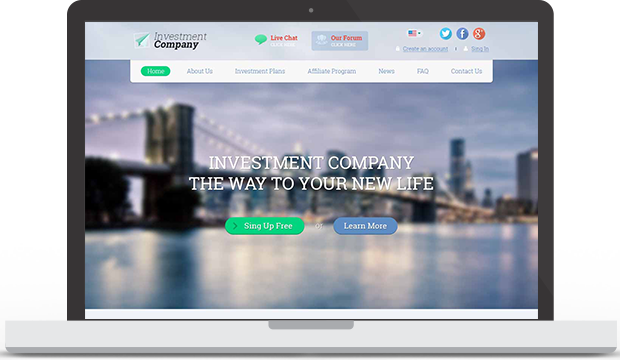 Investment
Company
Live Chat
CLICK HERE
Our Forum
CLICK HERE
Create an account
Sing In
Home
About Us
Investment Plans
Affiliate Program
News
FAQ
Contact Us
INVESTMENT COMPANY
THE WAY TO YOUR NEW LIFE
Sing Up Free
or
Learn More